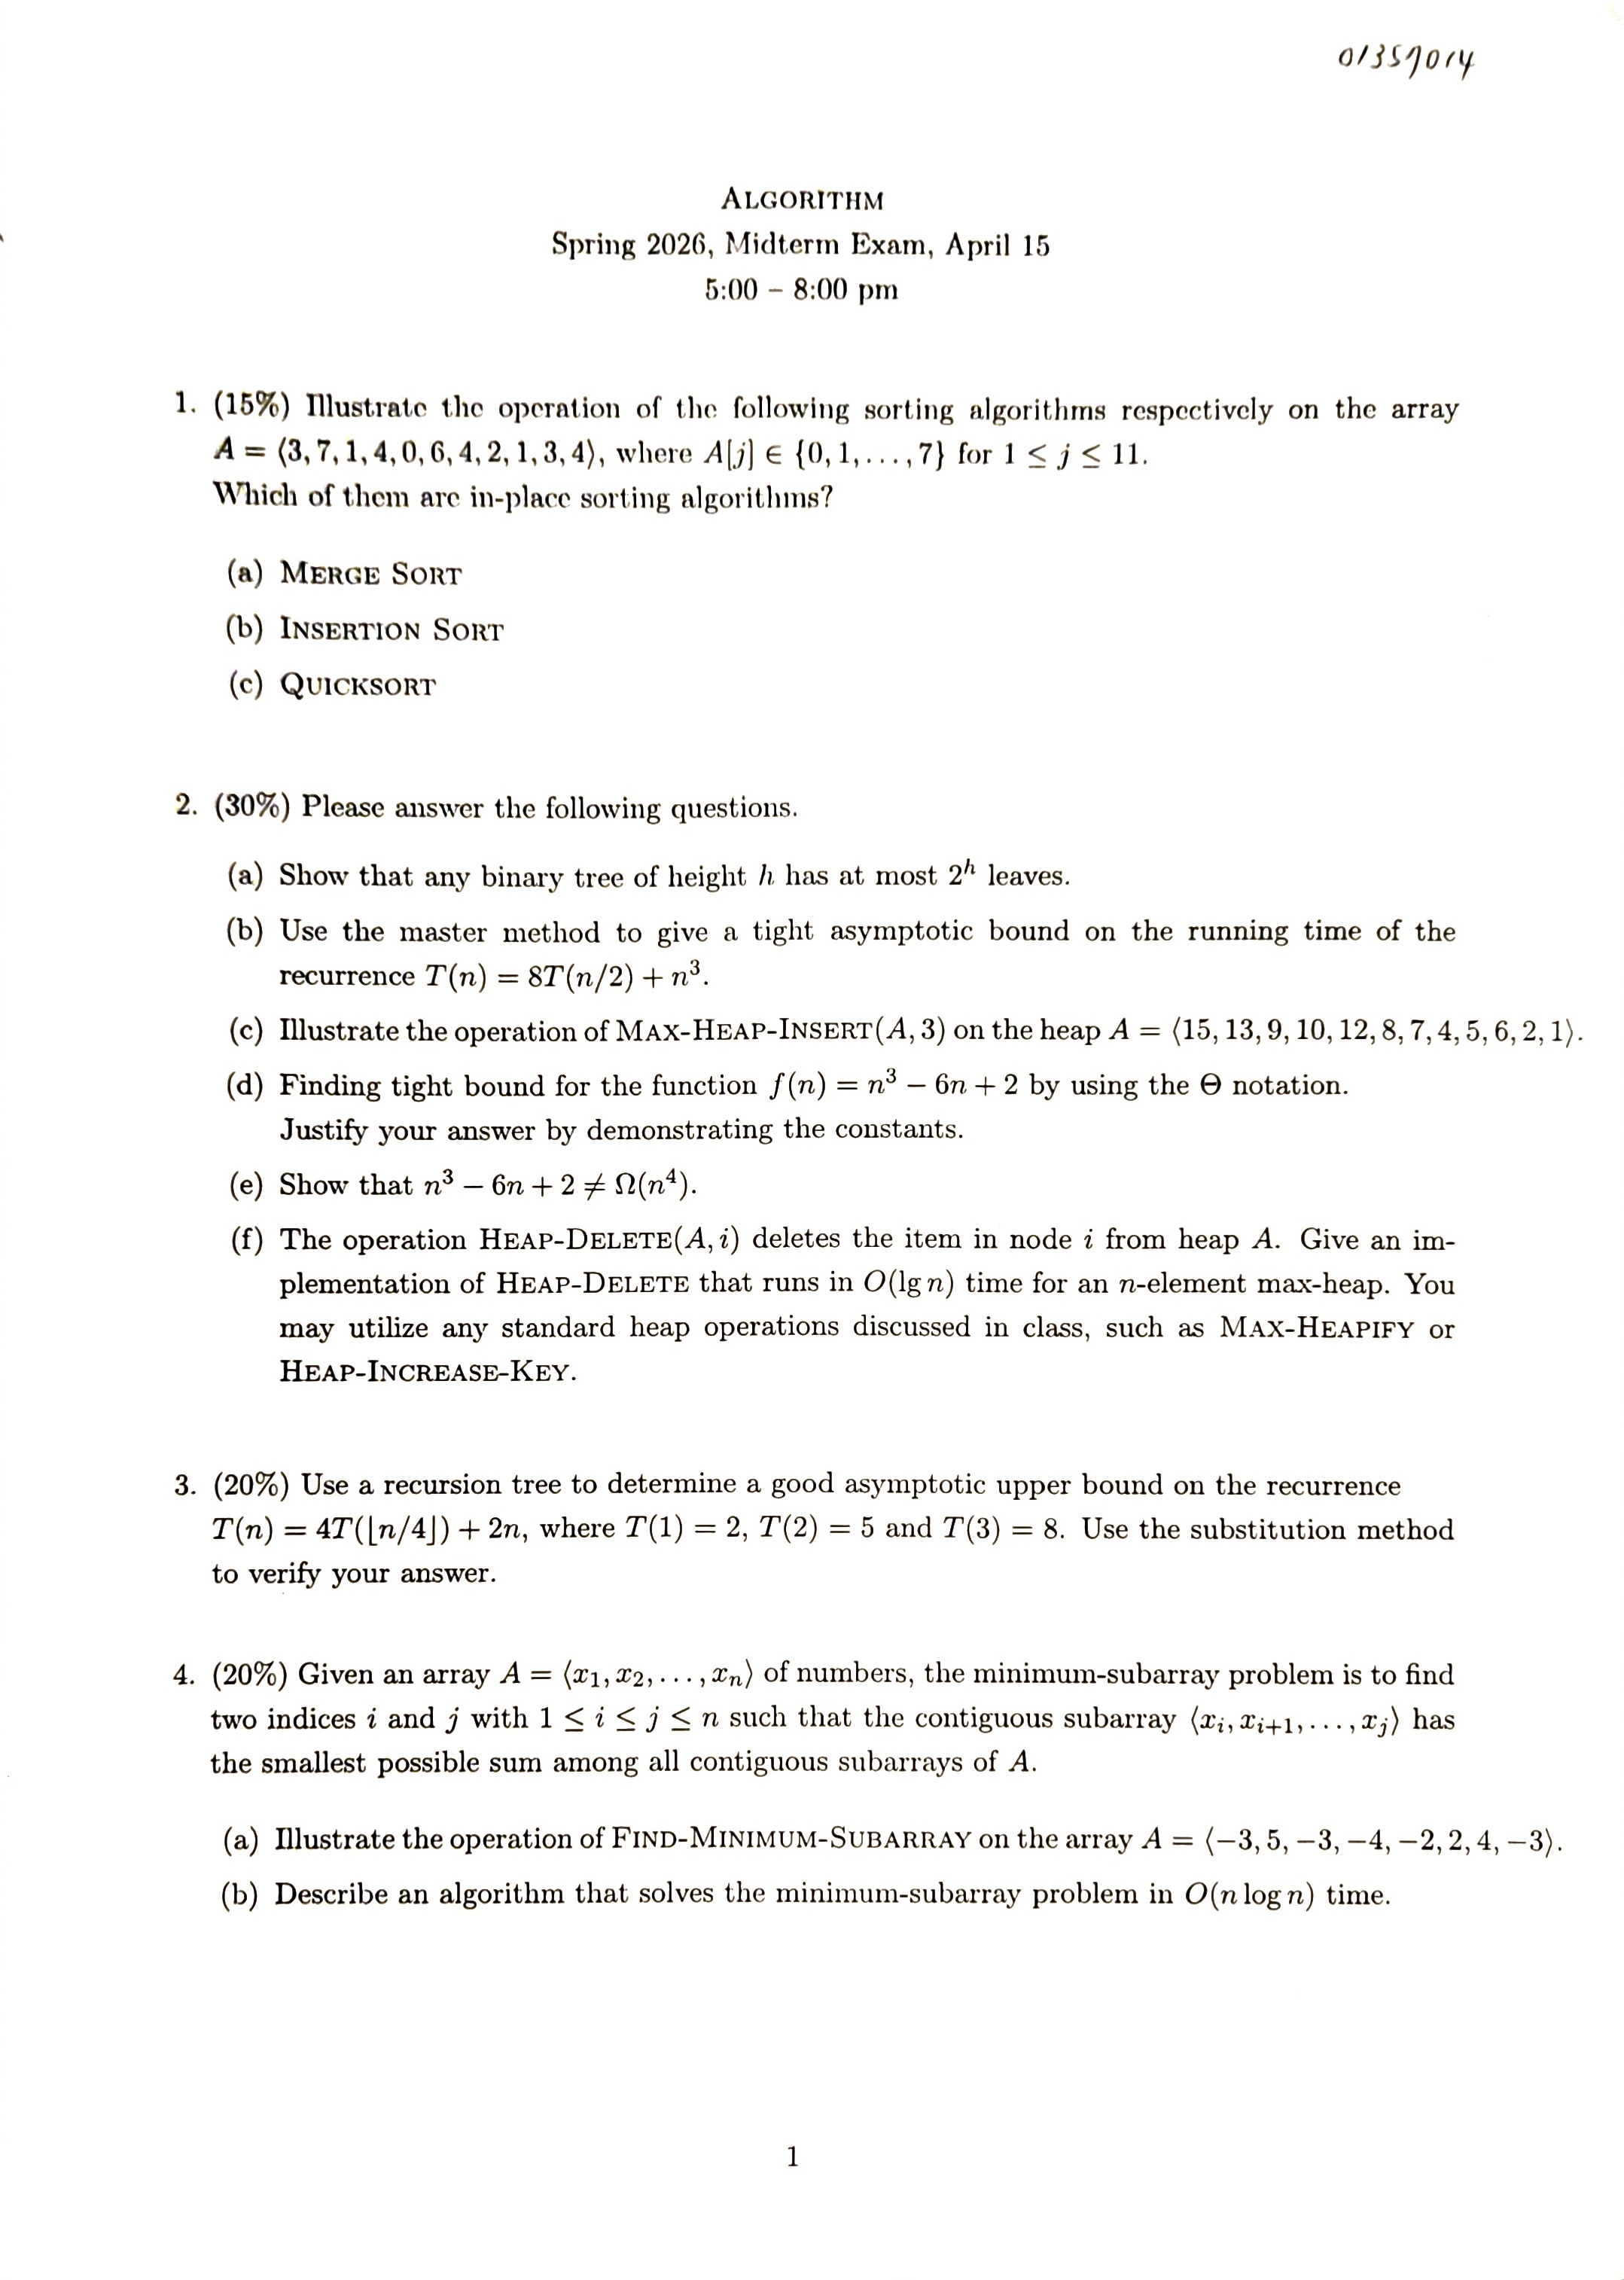 01357014
ALGORITHM
Spring 2026, Midterm Exam, April 15
5:00 – 8:00 pm
1. (15%) Illustrate the operation of the following sorting algorithms respectively on the array
A = ⟨3, 7, 1, 4, 0, 6, 4, 2, 1, 3, 4⟩, where A[j] ∈ {0, 1, . . . , 7} for 1 ≤ j ≤ 11.
Which of them are in-place sorting algorithms?
(a) MERGE SORT
(b) INSERTION SORT
(c) QUICKSORT
2. (30%) Please answer the following questions.
(a) Show that any binary tree of height h has at most 2^h leaves.
(b) Use the master method to give a tight asymptotic bound on the running time of the
recurrence T(n) = 8T(n/2) + n³.
(c) Illustrate the operation of MAX-HEAP-INSERT(A, 3) on the heap A = ⟨15, 13, 9, 10, 12, 8, 7, 4, 5, 6, 2, 1⟩.
(d) Finding tight bound for the function f(n) = n³ − 6n + 2 by using the Θ notation.
Justify your answer by demonstrating the constants.
(e) Show that n³ − 6n + 2 ≠ Ω(n⁴).
(f) The operation HEAP-DELETE(A, i) deletes the item in node i from heap A. Give an im-
plementation of HEAP-DELETE that runs in O(lg n) time for an n-element max-heap. You
may utilize any standard heap operations discussed in class, such as MAX-HEAPIFY or
HEAP-INCREASE-KEY.
3. (20%) Use a recursion tree to determine a good asymptotic upper bound on the recurrence
T(n) = 4T(⌊n/4⌋) + 2n, where T(1) = 2, T(2) = 5 and T(3) = 8. Use the substitution method
to verify your answer.
4. (20%) Given an array A = ⟨x₁, x₂, . . . , xₙ⟩ of numbers, the minimum-subarray problem is to find
two indices i and j with 1 ≤ i ≤ j ≤ n such that the contiguous subarray ⟨xᵢ, xᵢ₊₁, . . . , xⱼ⟩ has
the smallest possible sum among all contiguous subarrays of A.
(a) Illustrate the operation of FIND-MINIMUM-SUBARRAY on the array A = ⟨−3, 5, −3, −4, −2, 2, 4, −3⟩.
(b) Describe an algorithm that solves the minimum-subarray problem in O(n log n) time.
1